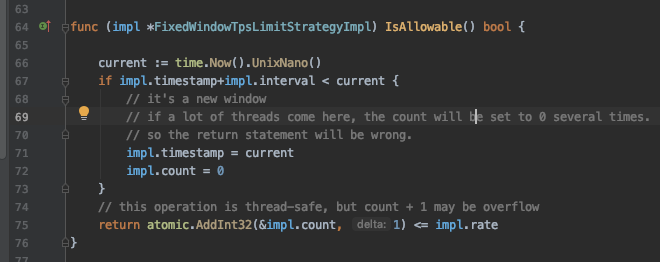 63
64 func (impl *FixedWindowTpsLimitStrategyImpl) IsAllowable() bool {
65
66 current := time.Now().UnixNano()
67 if impl.timestamp+impl.interval < current {
68 // it's a new window
69 // if a lot of threads come here, the count will be set to 0 several times.
70 // so the return statement will be wrong.
71 impl.timestamp = current
72 impl.count = 0
73 }
74 // this operation is thread-safe, but count + 1 may be overflow
75 return atomic.AddInt32(&impl.count, delta: 1) <= impl.rate
76 }
77